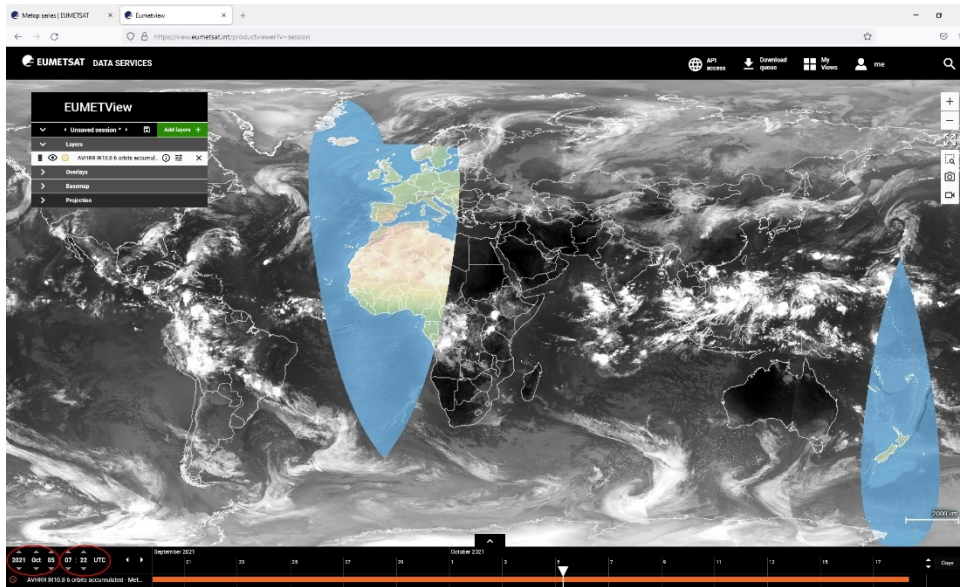 Metop series | EUMETSAT × Eumetview × +
https://view.eumetsat.int/productviewer?v=session
EUMETSAT DATA SERVICES
API access
Download queue
My Views
me
EUMETView
Unsaved session *
Add layers +
Layers
AVHRR IR10.8 6 orbits accumul...
Overlays
Basemap
Projection
2000 km
2021 Oct 05 07 : 22 UTC
September 2021
October 2021
21 23 25 27 29 1 3 5 7 9 11 13 15 17
Days
AVHRR IR10.8 6 orbits accumulated - Met...